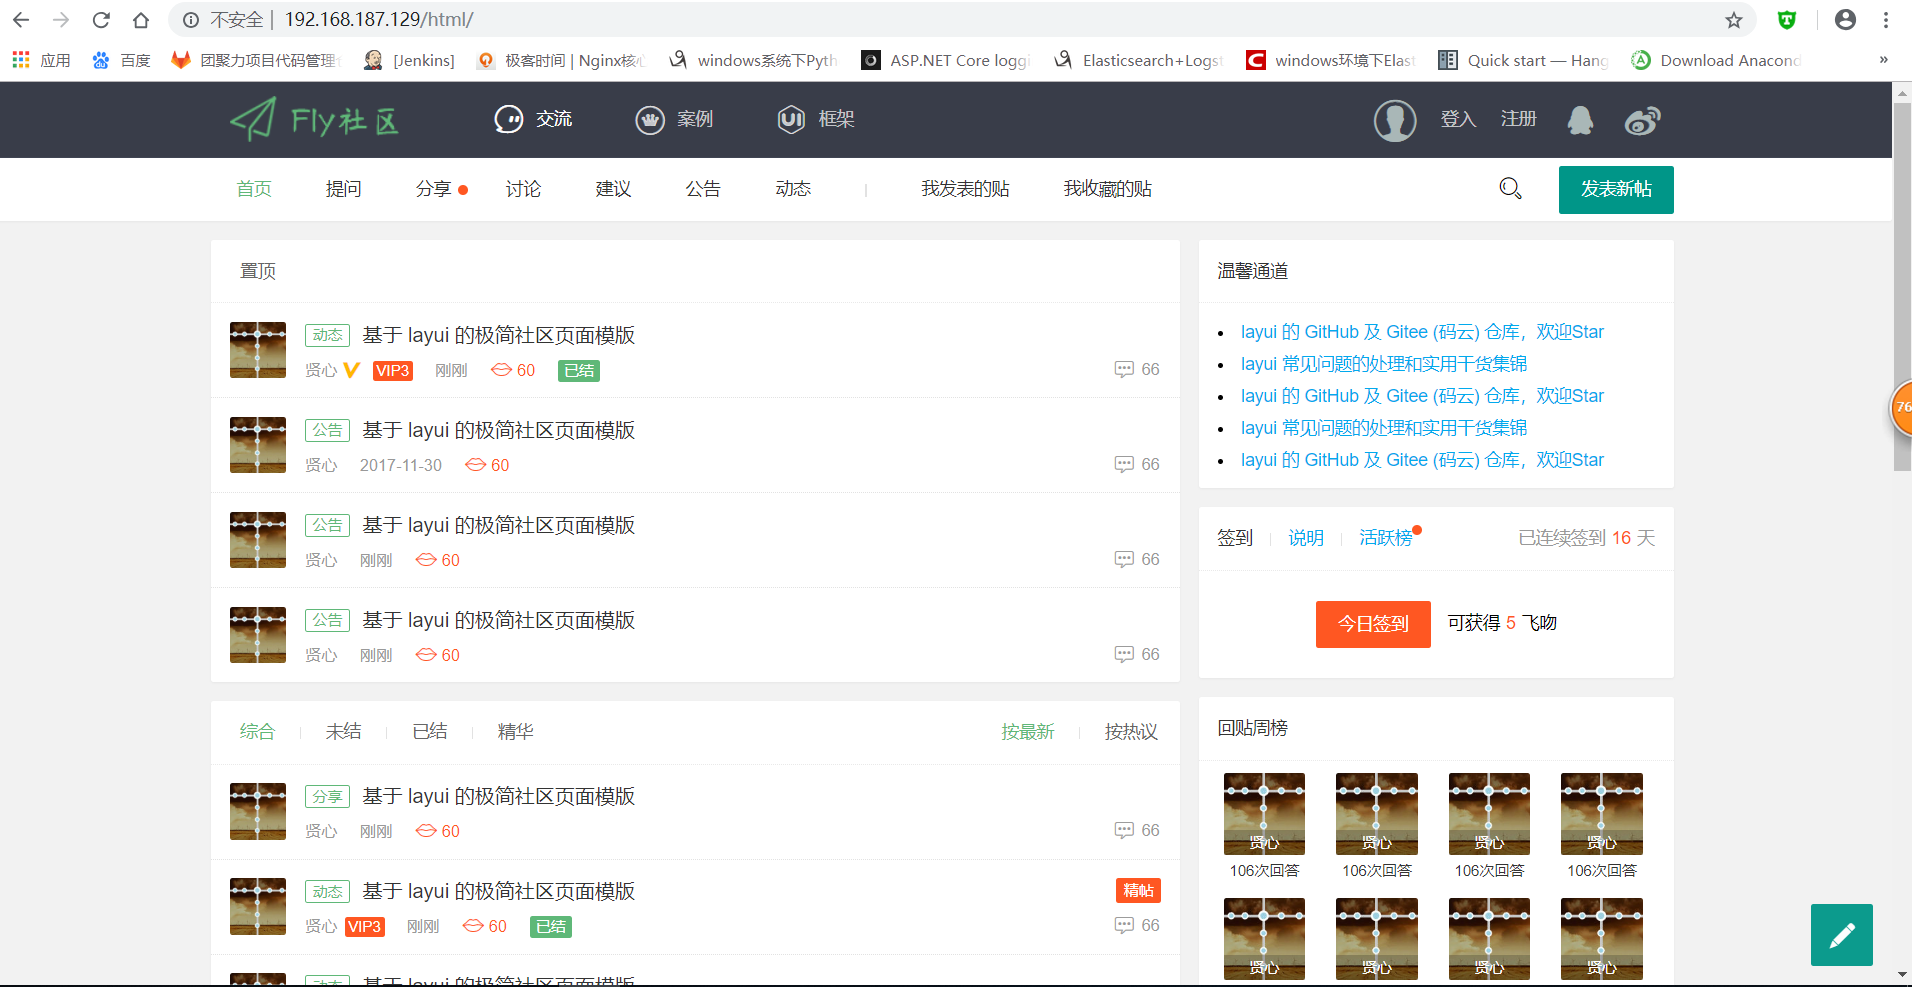 不安全 | 192.168.187.129/html/
应用 百度 团聚力项目代码管理 [Jenkins] 极客时间 | Nginx核心 windows系统下Pyth ASP.NET Core loggi Elasticsearch+Logst windows环境下Elast Quick start — Hang Download Anacond »
Fly社区 交流 案例 UI 框架 登入 注册
首页 提问 分享 讨论 建议 公告 动态 我发表的贴 我收藏的贴 发表新帖
置顶
动态 基于 layui 的极简社区页面模版
贤心 V VIP3 刚刚 60 已结 66
公告 基于 layui 的极简社区页面模版
贤心 2017-11-30 60 66
公告 基于 layui 的极简社区页面模版
贤心 刚刚 60 66
公告 基于 layui 的极简社区页面模版
贤心 刚刚 60 66
综合 未结 已结 精华 按最新 按热议
分享 基于 layui 的极简社区页面模版
贤心 刚刚 60 66
动态 基于 layui 的极简社区页面模版 精帖
贤心 VIP3 刚刚 60 已结 66
动态 基于 layui 的极简社区页面模版
温馨通道
layui 的 GitHub 及 Gitee (码云) 仓库，欢迎Star
layui 常见问题的处理和实用干货集锦
layui 的 GitHub 及 Gitee (码云) 仓库，欢迎Star
layui 常见问题的处理和实用干货集锦
layui 的 GitHub 及 Gitee (码云) 仓库，欢迎Star
签到 说明 活跃榜 已连续签到 16 天
今日签到 可获得 5 飞吻
回贴周榜
贤心 贤心 贤心 贤心
106次回答 106次回答 106次回答 106次回答
贤心 贤心 贤心 贤心
76